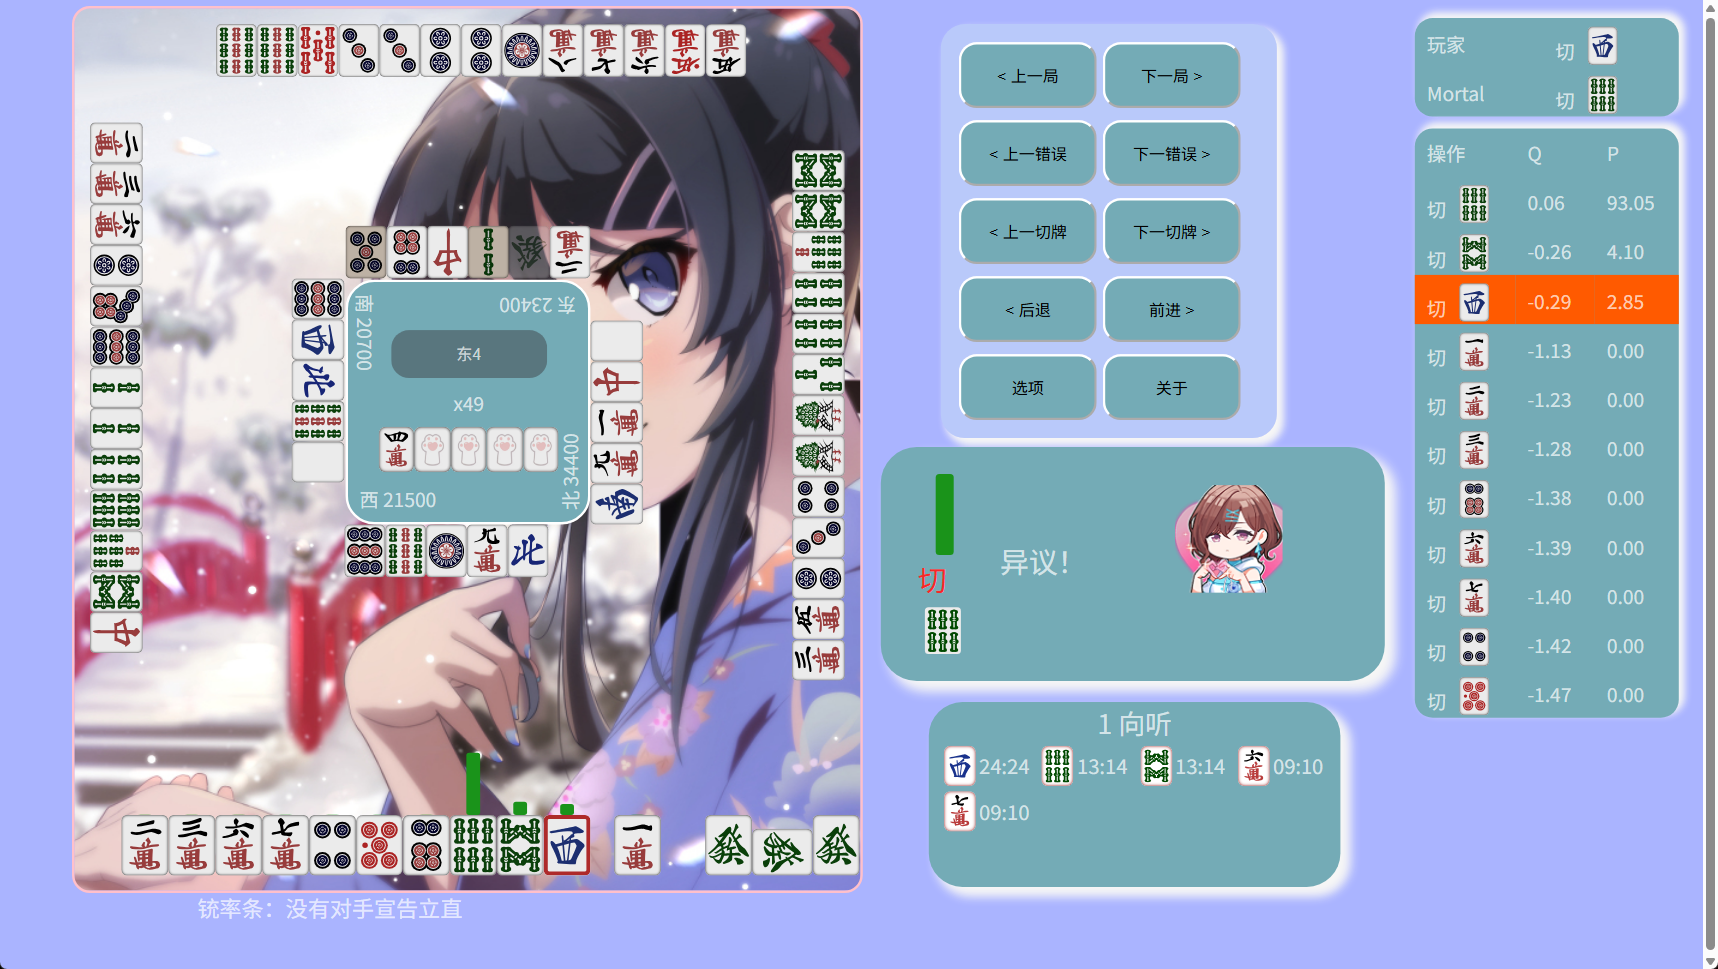 < 上一局
下一局 >
< 上一错误
下一错误 >
< 上一切牌
下一切牌 >
< 后退
前进 >
选项
关于
玩家 切
Mortal 切
操作 Q P
切 0.06 93.05
切 -0.26 4.10
切 -0.29 2.85
切 -1.13 0.00
切 -1.23 0.00
切 -1.28 0.00
切 -1.38 0.00
切 -1.39 0.00
切 -1.40 0.00
切 -1.42 0.00
切 -1.47 0.00
东 23400
南 20700
东4
x49
西 21500
北 34400
切
异议！
1 向听
24:24 13:14 13:14 09:10
09:10
铳率条：没有对手宣告立直